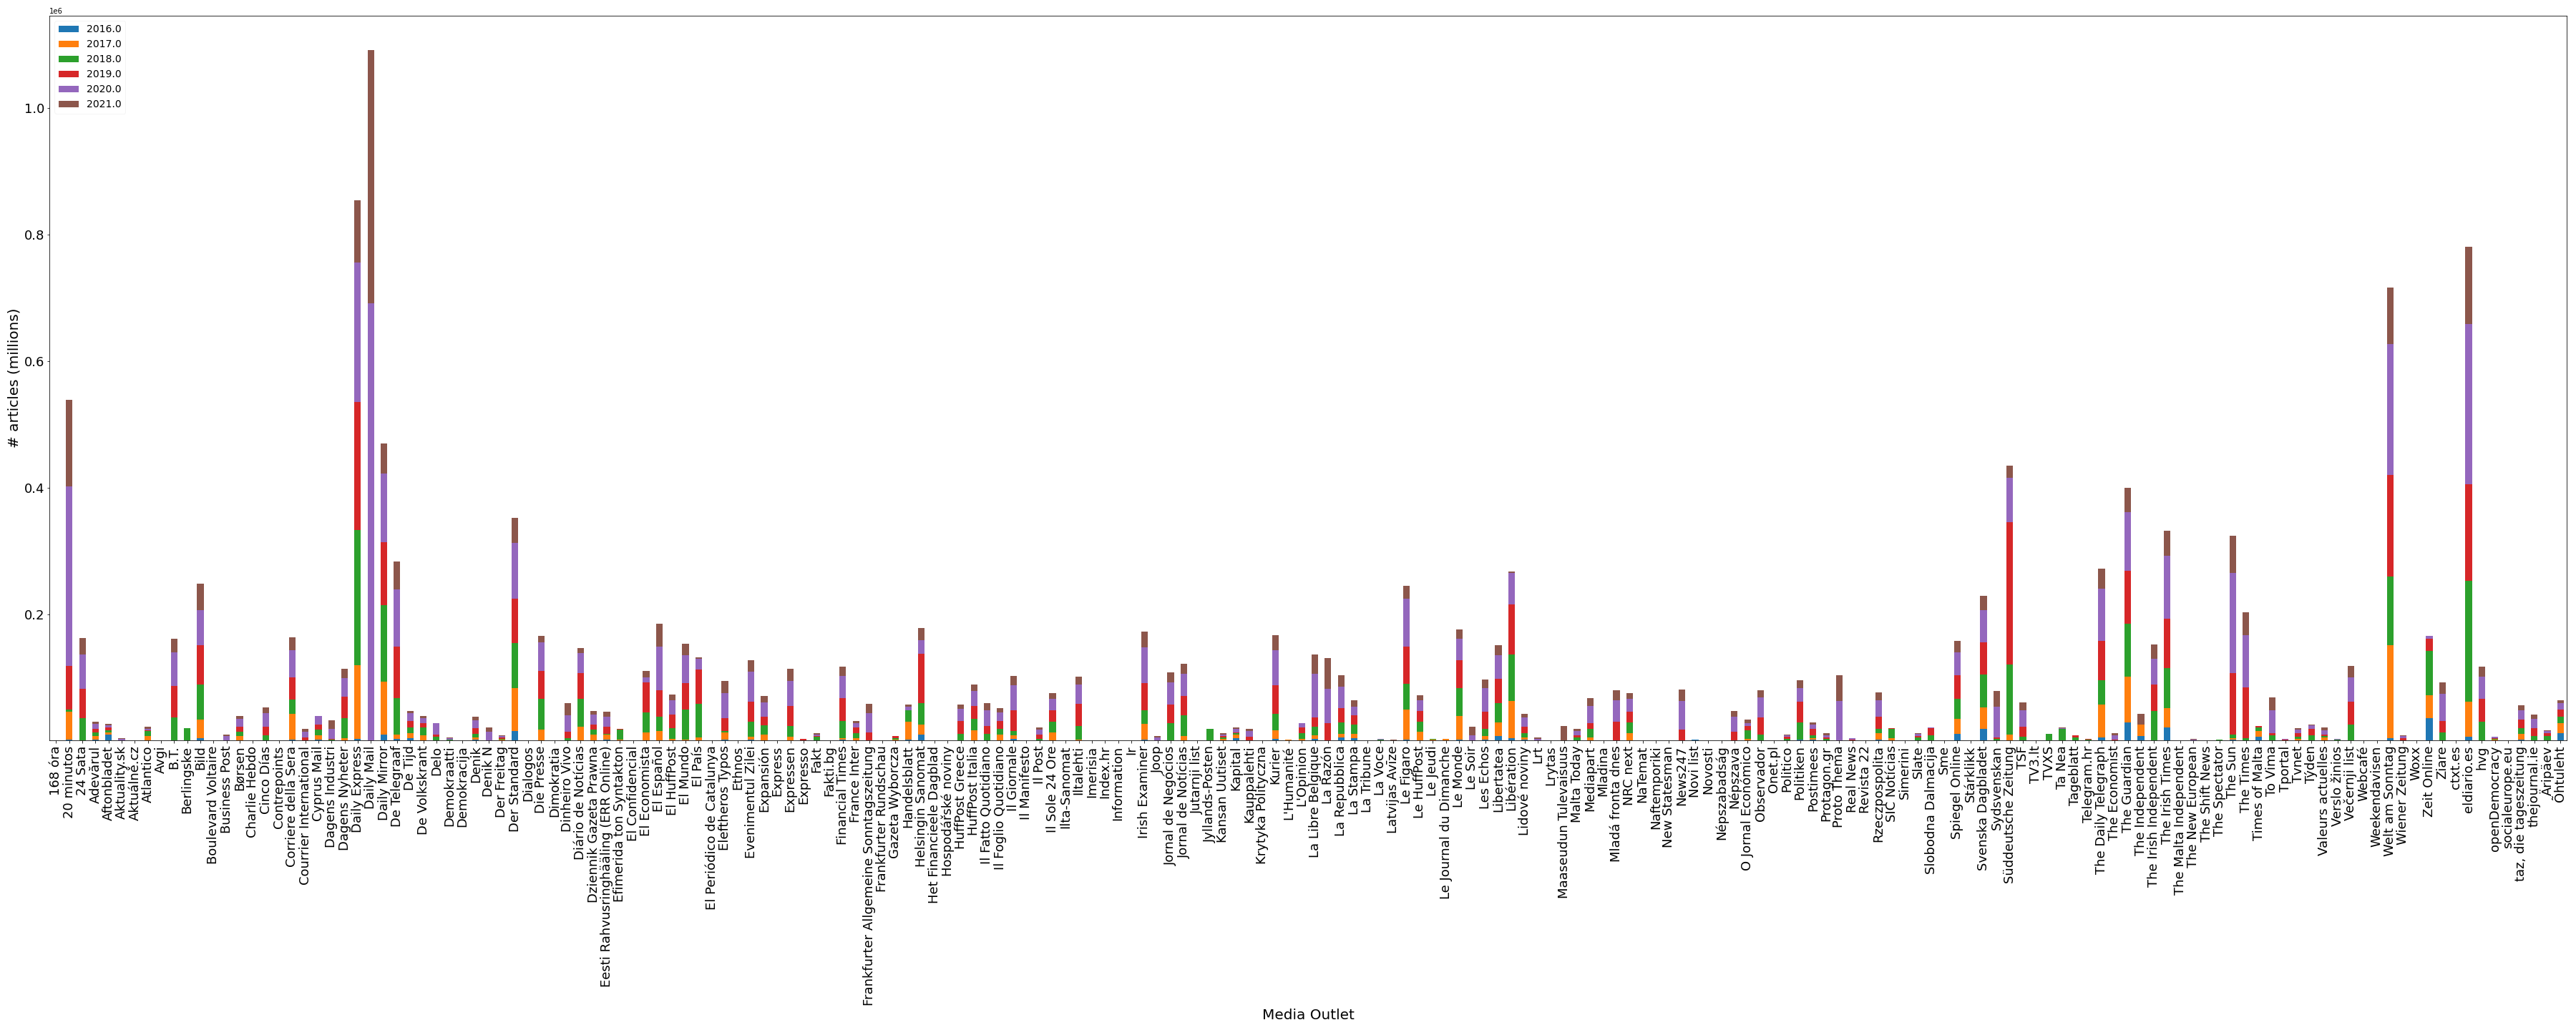 1e6
2016.0
2017.0
2018.0
2019.0
2020.0
2021.0
1.0
0.8
0.6
0.4
0.2
# articles (millions)
168 óra
20 minutos
24 Sata
Adevărul
Aftonbladet
Aktuality.sk
Aktuálně.cz
Atlantico
Avgi
B.T.
Berlingske
Bild
Boulevard Voltaire
Business Post
Børsen
Charlie Hebdo
Cinco Días
Contrepoints
Corriere della Sera
Courrier International
Cyprus Mail
Dagens Industri
Dagens Nyheter
Daily Express
Daily Mail
Daily Mirror
De Telegraaf
De Tijd
De Volkskrant
Delo
Demokraatti
Demokracija
Denik
Denik N
Der Freitag
Der Standard
Dialogos
Die Presse
Dimokratia
Dinheiro Vivo
Diário de Notícias
Dziennik Gazeta Prawna
Eesti Rahvusringhääling (ERR Online)
Efimerida ton Syntakton
El Confidencial
El Economista
El Español
El HuffPost
El Mundo
El País
El Periódico de Catalunya
Eleftheros Typos
Ethnos
Evenimentul Zilei
Expansión
Express
Expressen
Expresso
Fakt
Fakti.bg
Financial Times
France Inter
Frankfurter Allgemeine Sonntagszeitung
Frankfurter Rundschau
Gazeta Wyborcza
Handelsblatt
Helsingin Sanomat
Het Financieele Dagblad
Hospodářské noviny
HuffPost Greece
HuffPost Italia
Il Fatto Quotidiano
Il Foglio Quotidiano
Il Giornale
Il Manifesto
Il Post
Il Sole 24 Ore
Ilta-Sanomat
Iltalehti
Imerisia
Index.hr
Information
Ir
Irish Examiner
Joop
Jornal de Negócios
Jornal de Notícias
Jutarnji list
Jyllands-Posten
Kansan Uutiset
Kapital
Kauppalehti
Krytyka Polityczna
Kurier
L'Humanité
L'Opinion
La Libre Belgique
La Razón
La Repubblica
La Stampa
La Tribune
La Voce
Latvijas Avīze
Le Figaro
Le HuffPost
Le Jeudi
Le Journal du Dimanche
Le Monde
Le Soir
Les Echos
Libertatea
Libération
Lidové noviny
Lrt
Lrytas
Maaseudun Tulevaisuus
Malta Today
Mediapart
Mladina
Mladá fronta dnes
NRC next
NaTemat
Naftemporiki
New Statesman
News247
Novi list
Novosti
Népszabadság
Népszava
O Jornal Económico
Observador
Onet.pl
Politico
Politiken
Postimees
Protagon.gr
Proto Thema
Real News
Revista 22
Rzeczpospolita
SIC Notícias
Simerni
Slate
Slobodna Dalmacija
Sme
Spiegel Online
Stárlikk
Svenska Dagbladet
Sydsvenskan
Süddeutsche Zeitung
TSF
TV3.lt
TVXS
Ta Nea
Tageblatt
Telegram.hr
The Daily Telegraph
The Economist
The Guardian
The Independent
The Irish Independent
The Irish Times
The Malta Independent
The New European
The Shift News
The Spectator
The Sun
The Times
Times of Malta
To Vima
Tportal
Tvnet
Týden
Valeurs actuelles
Verslo žinios
Večernji list
Webcafé
Weekendavisen
Welt am Sonntag
Wiener Zeitung
Woxx
Zeit Online
Ziare
ctxt.es
eldiario.es
hvg
openDemocracy
socialeurope.eu
taz, die tageszeitung
thejournal.ie
Äripäev
Õhtuleht
Media Outlet